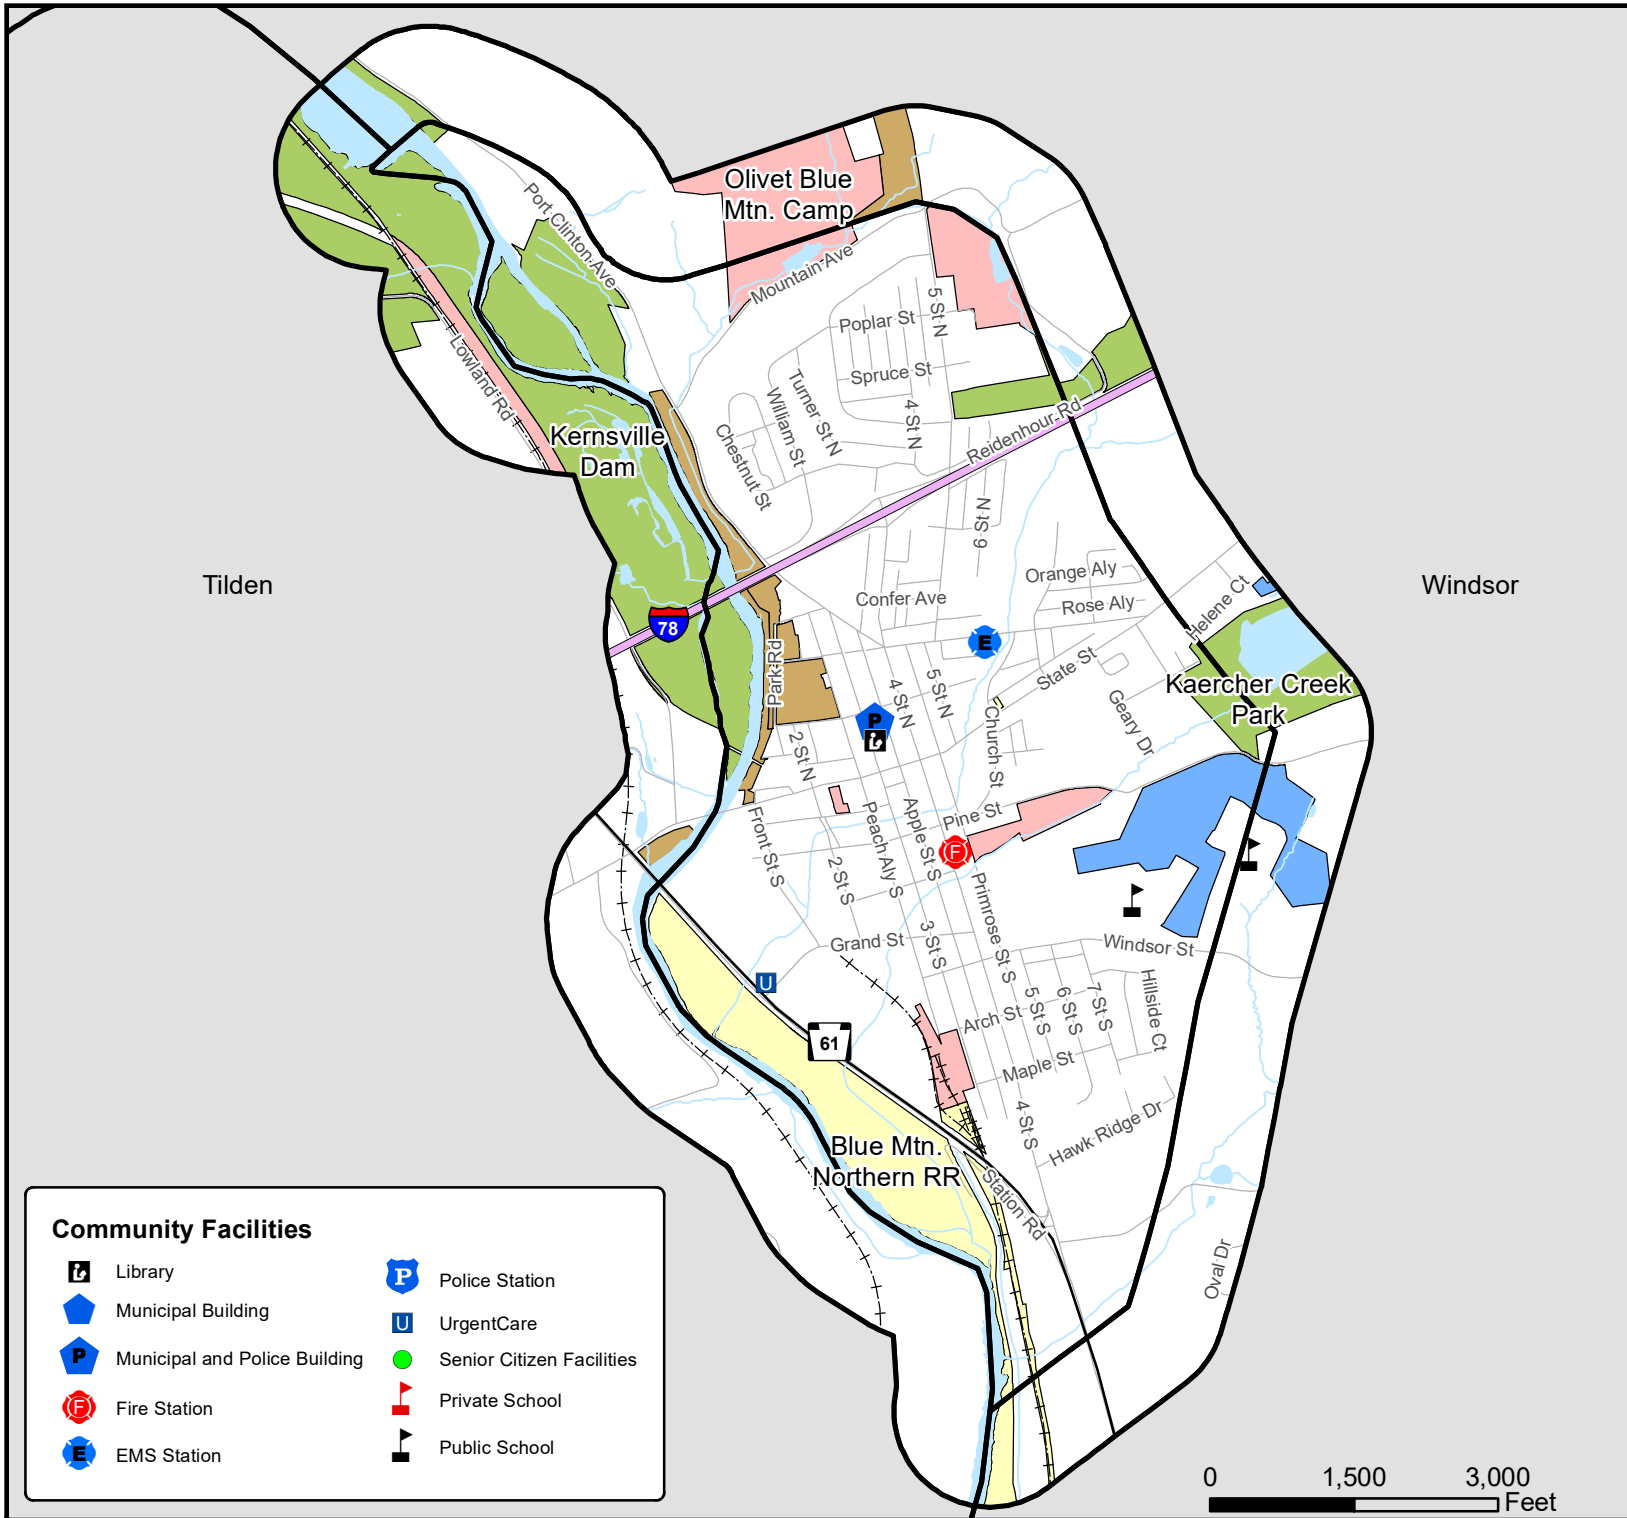 Olivet Blue
Mtn. Camp
Port Clinton Ave
Mountain Ave
5 St N
Poplar St
Spruce St
Lowland Rd
Turner St N
William St
4 St N
Chestnut St
Reidenhour Rd
Kernsville
Dam
N St 6
Tilden
Windsor
Orange Aly
Rose Aly
Confer Ave
Helene Ct
78
E
State St
Park Rd
5 St N
4 St N
Kaercher Creek
Park
Geary Dr
Church St
P
2 St N
Front St S
Peach Aly S
Apple St S
Pine St
F
2 St S
Primrose St S
3 St S
Grand St
Windsor St
U
61
Arch St
5 St S
6 St S
7 St S
Hillside Ct
Maple St
4 St S
Hawk Ridge Dr
Blue Mtn.
Northern RR
Station Rd
Oval Dr
Community Facilities
Library
Municipal Building
P Municipal and Police Building
F Fire Station
E EMS Station
P Police Station
U UrgentCare
Senior Citizen Facilities
Private School
Public School
0 1,500 3,000
Feet